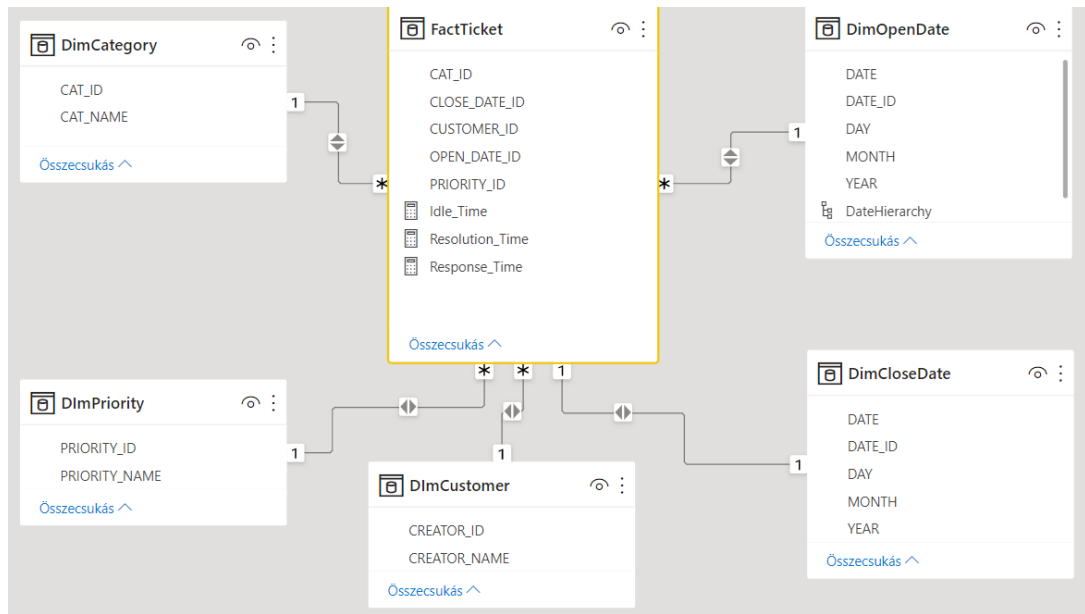 DimCategory
CAT_ID
CAT_NAME
Összecsukás
1
*
FactTicket
CAT_ID
CLOSE_DATE_ID
CUSTOMER_ID
OPEN_DATE_ID
PRIORITY_ID
Idle_Time
Resolution_Time
Response_Time
Összecsukás
*
1
DimOpenDate
DATE
DATE_ID
DAY
MONTH
YEAR
DateHierarchy
Összecsukás
* * 1
DImPriority
PRIORITY_ID
PRIORITY_NAME
Összecsukás
1
1
DImCustomer
CREATOR_ID
CREATOR_NAME
Összecsukás
1
DimCloseDate
DATE
DATE_ID
DAY
MONTH
YEAR
Összecsukás